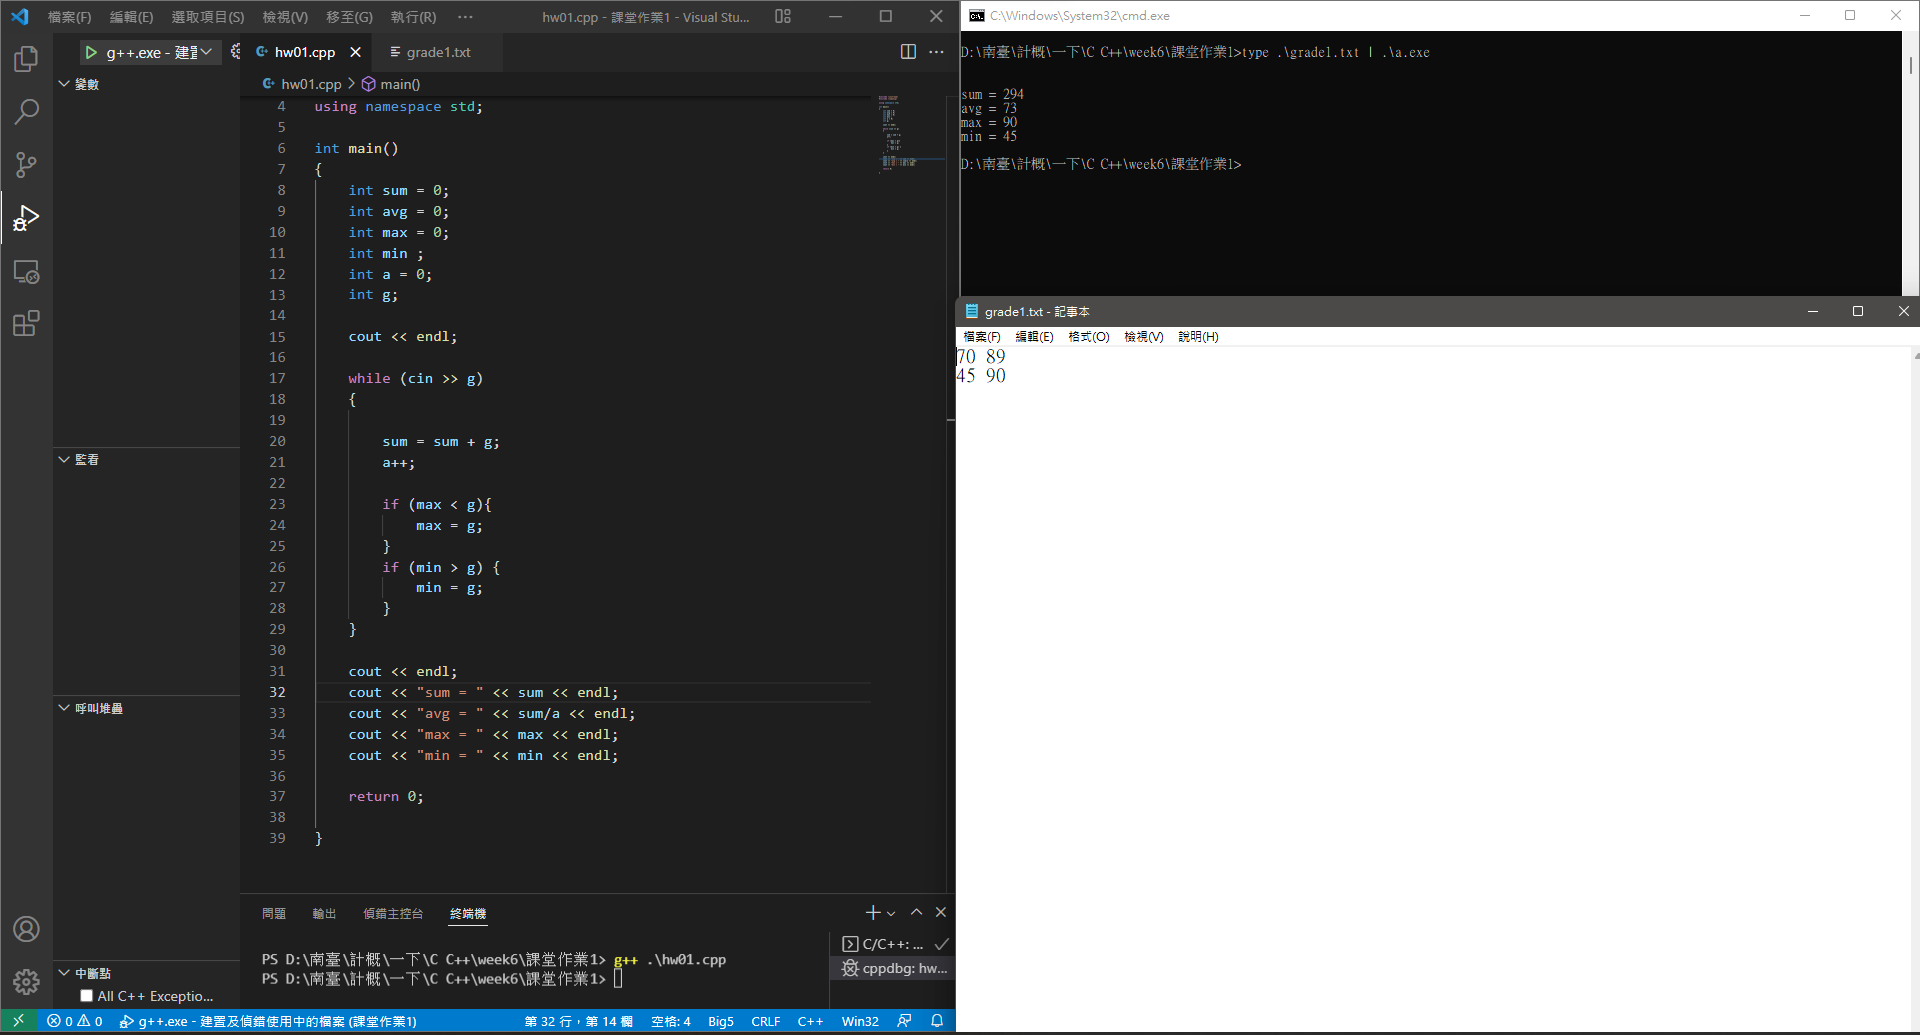 檔案(F) 編輯(E) 選取項目(S) 檢視(V) 移至(G) 執行(R) ··· hw01.cpp - 課堂作業1 - Visual Stu...
g++.exe - 建置
hw01.cpp grade1.txt
hw01.cpp > main()
變數
監看
呼叫堆疊
中斷點
All C++ Exceptio...
4 using namespace std;
5
6 int main()
7 {
8 int sum = 0;
9 int avg = 0;
10 int max = 0;
11 int min ;
12 int a = 0;
13 int g;
14
15 cout << endl;
16
17 while (cin >> g)
18 {
19
20 sum = sum + g;
21 a++;
22
23 if (max < g){
24 max = g;
25 }
26 if (min > g) {
27 min = g;
28 }
29 }
30
31 cout << endl;
32 cout << "sum = " << sum << endl;
33 cout << "avg = " << sum/a << endl;
34 cout << "max = " << max << endl;
35 cout << "min = " << min << endl;
36
37 return 0;
38
39 }
問題 輸出 偵錯主控台 終端機
PS D:\南臺\計概\一下\C C++\week6\課堂作業1> g++ .\hw01.cpp
PS D:\南臺\計概\一下\C C++\week6\課堂作業1>
C/C++: ...
cppdbg: hw...
0 0 g++.exe - 建置及偵錯使用中的檔案 (課堂作業1) 第 32 行，第 14 欄 空格: 4 Big5 CRLF C++ Win32
C:\Windows\System32\cmd.exe
D:\南臺\計概\一下\C C++\week6\課堂作業1>type .\grade1.txt | .\a.exe
sum = 294
avg = 73
max = 90
min = 45
D:\南臺\計概\一下\C C++\week6\課堂作業1>
grade1.txt - 記事本
檔案(F) 編輯(E) 格式(O) 檢視(V) 說明(H)
70 89
45 90